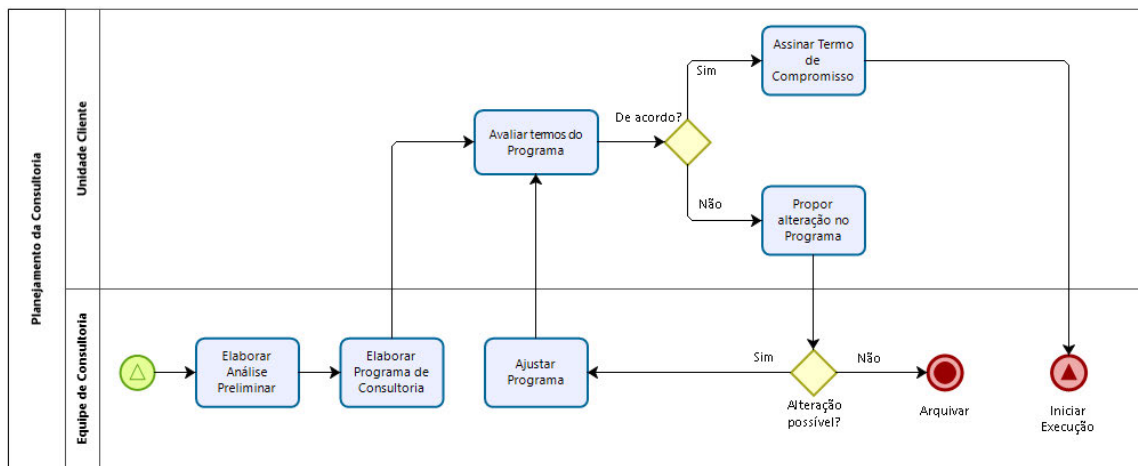 Planejamento da Consultoria
Unidade Cliente
Avaliar termos do
Programa
De acordo?
Sim
Assinar Termo
de
Compromisso
Não
Propor
alteração no
Programa
Equipe de Consultoria
Elaborar
Análise
Preliminar
Elaborar
Programa de
Consultoria
Ajustar
Programa
Sim
Alteração
possível?
Não
Arquivar
Iniciar
Execução